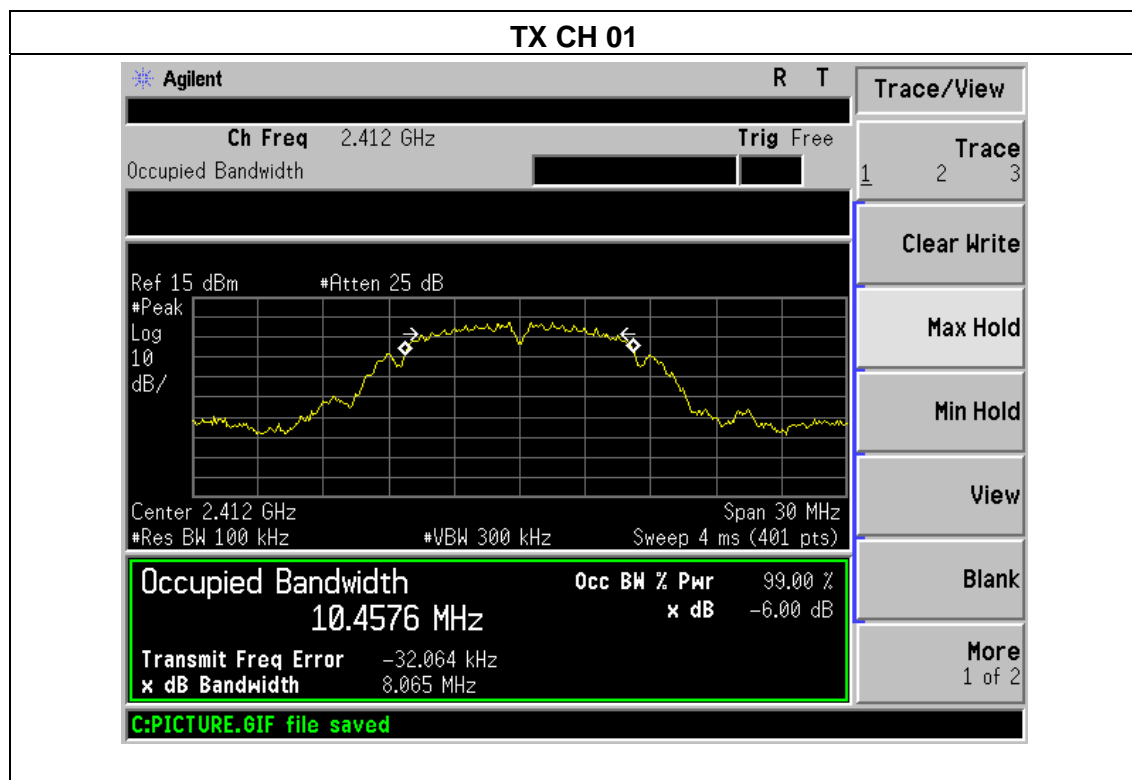 TX CH 01
Agilent R T
Trace/View
Ch Freq 2.412 GHz Trig Free
Occupied Bandwidth
Trace
1 2 3
Clear Write
Ref 15 dBm #Atten 25 dB
#Peak
Log
10
dB/
Max Hold
Min Hold
View
Center 2.412 GHz Span 30 MHz
#Res BW 100 kHz #VBW 300 kHz Sweep 4 ms (401 pts)
Occupied Bandwidth Occ BW % Pwr 99.00 %
10.4576 MHz x dB -6.00 dB
Blank
Transmit Freq Error -32.064 kHz
x dB Bandwidth 8.065 MHz
More
1 of 2
C:PICTURE.GIF file saved